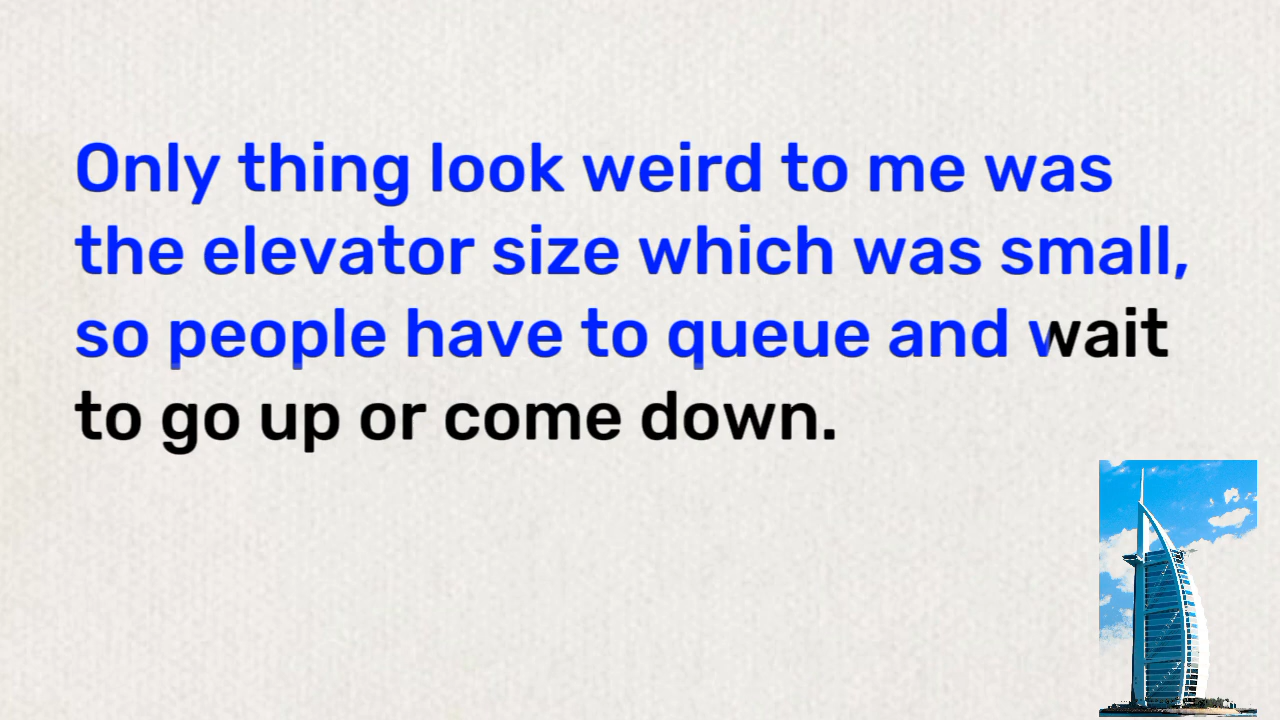 Only thing look weird to me was
the elevator size which was small,
so people have to queue and wait
to go up or come down.